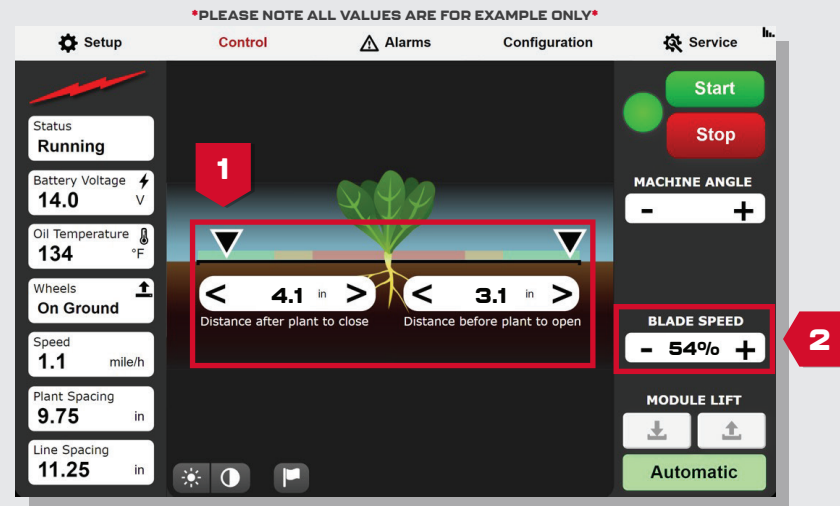 *PLEASE NOTE ALL VALUES ARE FOR EXAMPLE ONLY*
Setup
Control
Alarms
Configuration
Service
Status
Running
Battery Voltage
14.0 V
Oil Temperature
134 °F
Wheels
On Ground
Speed
1.1 mile/h
Plant Spacing
9.75 in
Line Spacing
11.25 in
1
< 4.1 in >
Distance after plant to close
< 3.1 in >
Distance before plant to open
Start
Stop
MACHINE ANGLE
- +
BLADE SPEED
- 54% +
2
MODULE LIFT
Automatic